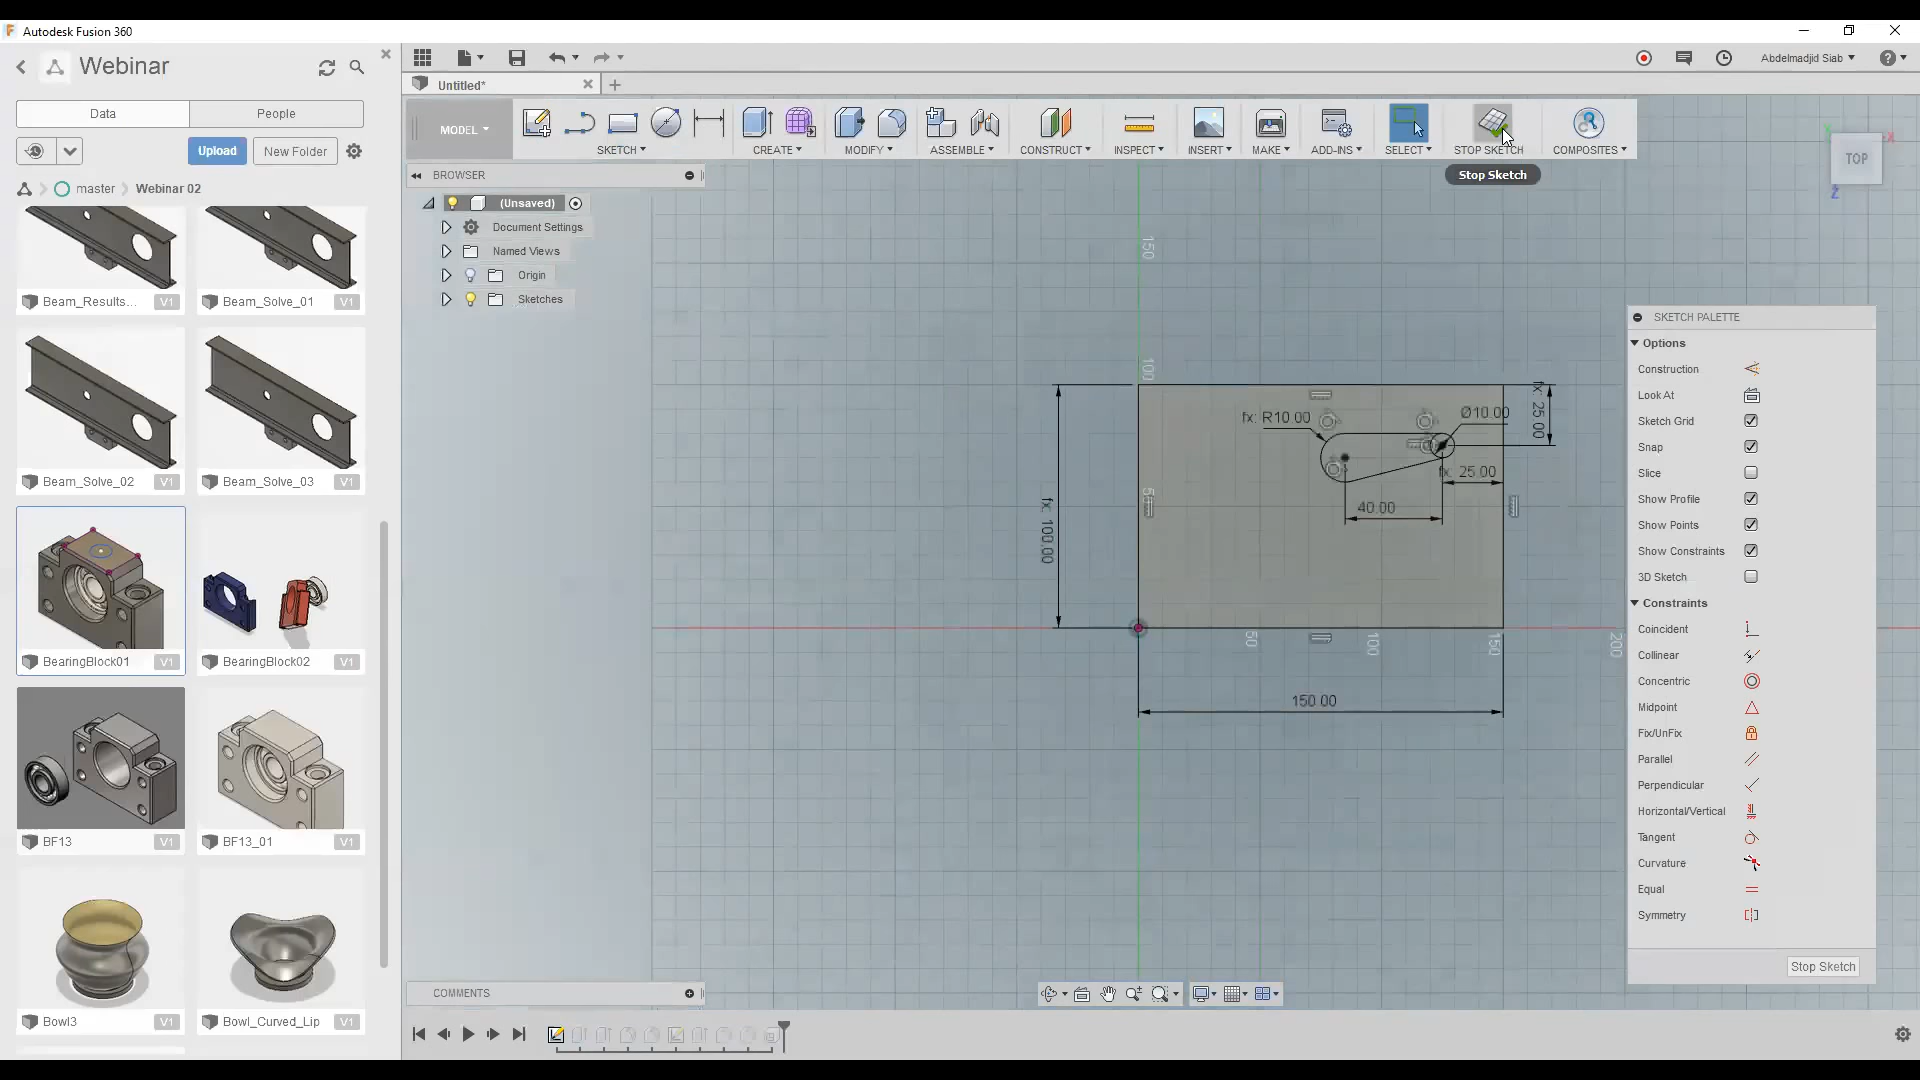 Autodesk Fusion 360
Webinar
Data
People
Upload
New Folder
master
Webinar 02
Beam_Results...
V1
Beam_Solve_01
V1
Beam_Solve_02
V1
Beam_Solve_03
V1
BearingBlock01
V1
BearingBlock02
V1
BF13
V1
BF13_01
V1
Bowl3
V1
Bowl_Curved_Lip
V1
Untitled*
Abdelmadjid Siab
MODEL
SKETCH
CREATE
MODIFY
ASSEMBLE
CONSTRUCT
INSPECT
INSERT
MAKE
ADD-INS
SELECT
STOP SKETCH
COMPOSITES
Stop Sketch
BROWSER
(Unsaved)
Document Settings
Named Views
Origin
Sketches
TOP
X
Z
150
100
50
50
100
150
200
fx: R10.00
Ø10.00
fx: 25.00
fx: 25.00
40.00
fx: 100.00
150.00
SKETCH PALETTE
Options
Construction
Look At
Sketch Grid
Snap
Slice
Show Profile
Show Points
Show Constraints
3D Sketch
Constraints
Coincident
Collinear
Concentric
Midpoint
Fix/UnFix
Parallel
Perpendicular
Horizontal/Vertical
Tangent
Curvature
Equal
Symmetry
Stop Sketch
COMMENTS